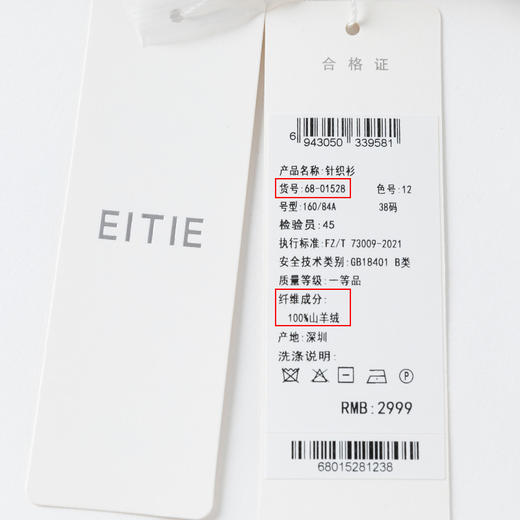 EITIE
合格证
6 943050 339581
产品名称:针织衫
货号:68-01528 色号:12
号型:160/84A 38码
检验员:45
执行标准:FZ/T 73009-2021
安全技术类别:GB18401 B类
质量等级:一等品
纤维成分:
100%山羊绒
产地:深圳
洗涤说明:
P
RMB:2999
68015281238